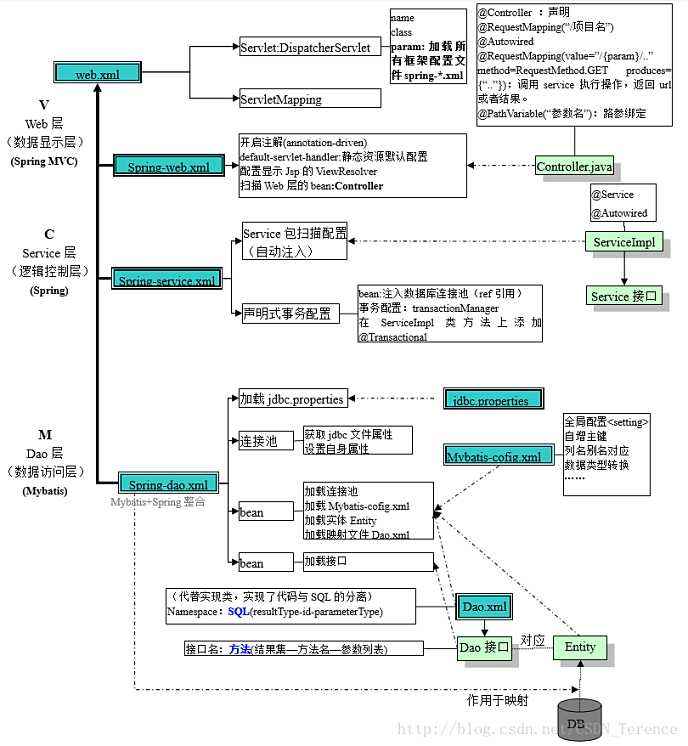 name
class
param: 加载所
有框架配置文
件 spring-*.xml
@Controller ：声明
@RequestMapping(“/项目名”)
@Autowired
@RequestMapping(value=”/{param}/..”
method=RequestMethod.GET produces=
{“..”})：调用 service 执行操作，返回 url
或者结果。
@PathVariable(“参数名”)：路参绑定
web.xml
Servlet:DispatcherServlet
ServletMapping
V
Web 层
(数据显示层)
(Spring MVC)
Spring-web.xml
开启注解(annotation-driven)
default-servlet-handler:静态资源默认配置
配置显示 Jsp 的 ViewResolver
扫描 Web 层的 bean:Controller
Controller.java
@Service
@Autowired
C
Service 层
(逻辑控制层)
(Spring)
Spring-service.xml
Service 包扫描配置
（自动注入）
ServiceImpl
Service 接口
声明式事务配置
bean:注入数据库连接池（ref 引用）
事务配置：transactionManager
在 ServiceImpl 类方法上添加
@Transactional
M
Dao 层
(数据访问层)
(Mybatis)
Spring-dao.xml
Mybatis+Spring 整合
加载 jdbc.properties
jdbc.properties
连接池
获取 jdbc 文件属性
设置自身属性
Mybatis-cofig.xml
全局配置<setting>
自增主键
列名别名对应
数据类型转换
……
bean
加载连接池
加载 Mybatis-cofig.xml
加载实体 Entity
加载映射文件 Dao.xml
bean
加载接口
（代替实现类，实现了代码与 SQL 的分离）
Namespace：SQL(resultType-id-parameterType)
Dao.xml
接口名：方法(结果集—方法名—参数列表)
Dao 接口
对应
Entity
作用于映射
DB
http://blog.csdn.net/CSDN_Terence